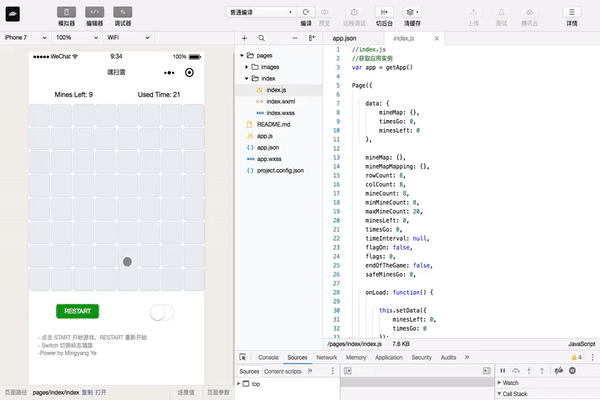 模拟器 编辑器 调试器
普通编译
编译 预览 远程调试 切后台 清缓存
上传 测试 腾讯云 详情
iPhone 7 100% WiFi
WeChat 9:34 100%
Mines Left: 9 Used Time: 21
RESTART
- 点击 START 开始游戏，RESTART 重新开始
- Switch 切换标志插旗
-Power by Mingyang Ye
页面路径 pages/index/index 复制 打开 场景值 页面参数
pages
images
index
index.js
index.wxml
index.wxss
README.md
app.js
app.json
app.wxss
project.config.json
app.json index.js
1 //index.js
2 //获取应用实例
3 var app = getApp()
4
5 Page({
6
7 data: {
8 mineMap: {},
9 timesGo: 0,
10 minesLeft: 0
11 },
12
13 mineMap: {},
14 mineMapMapping: {},
15 rowCount: 8,
16 colCount: 8,
17 mineCount: 8,
18 minMineCount: 8,
19 maxMineCount: 20,
20 minesLeft: 0,
21 timesGo: 0,
22 timeInterval: null,
23 flagOn: false,
24 flags: 0,
25 endOfTheGame: false,
26 safeMinesGo: 0,
27
28 onLoad: function() {
29
30 this.setData({
31 minesLeft: 0,
32 timesGo: 0
33 });
/pages/index/index.js 7.6 KB JavaScript
Console Sources Network Memory Application Security Audits 4
Sources Content scripts
top
Watch
Call Stack